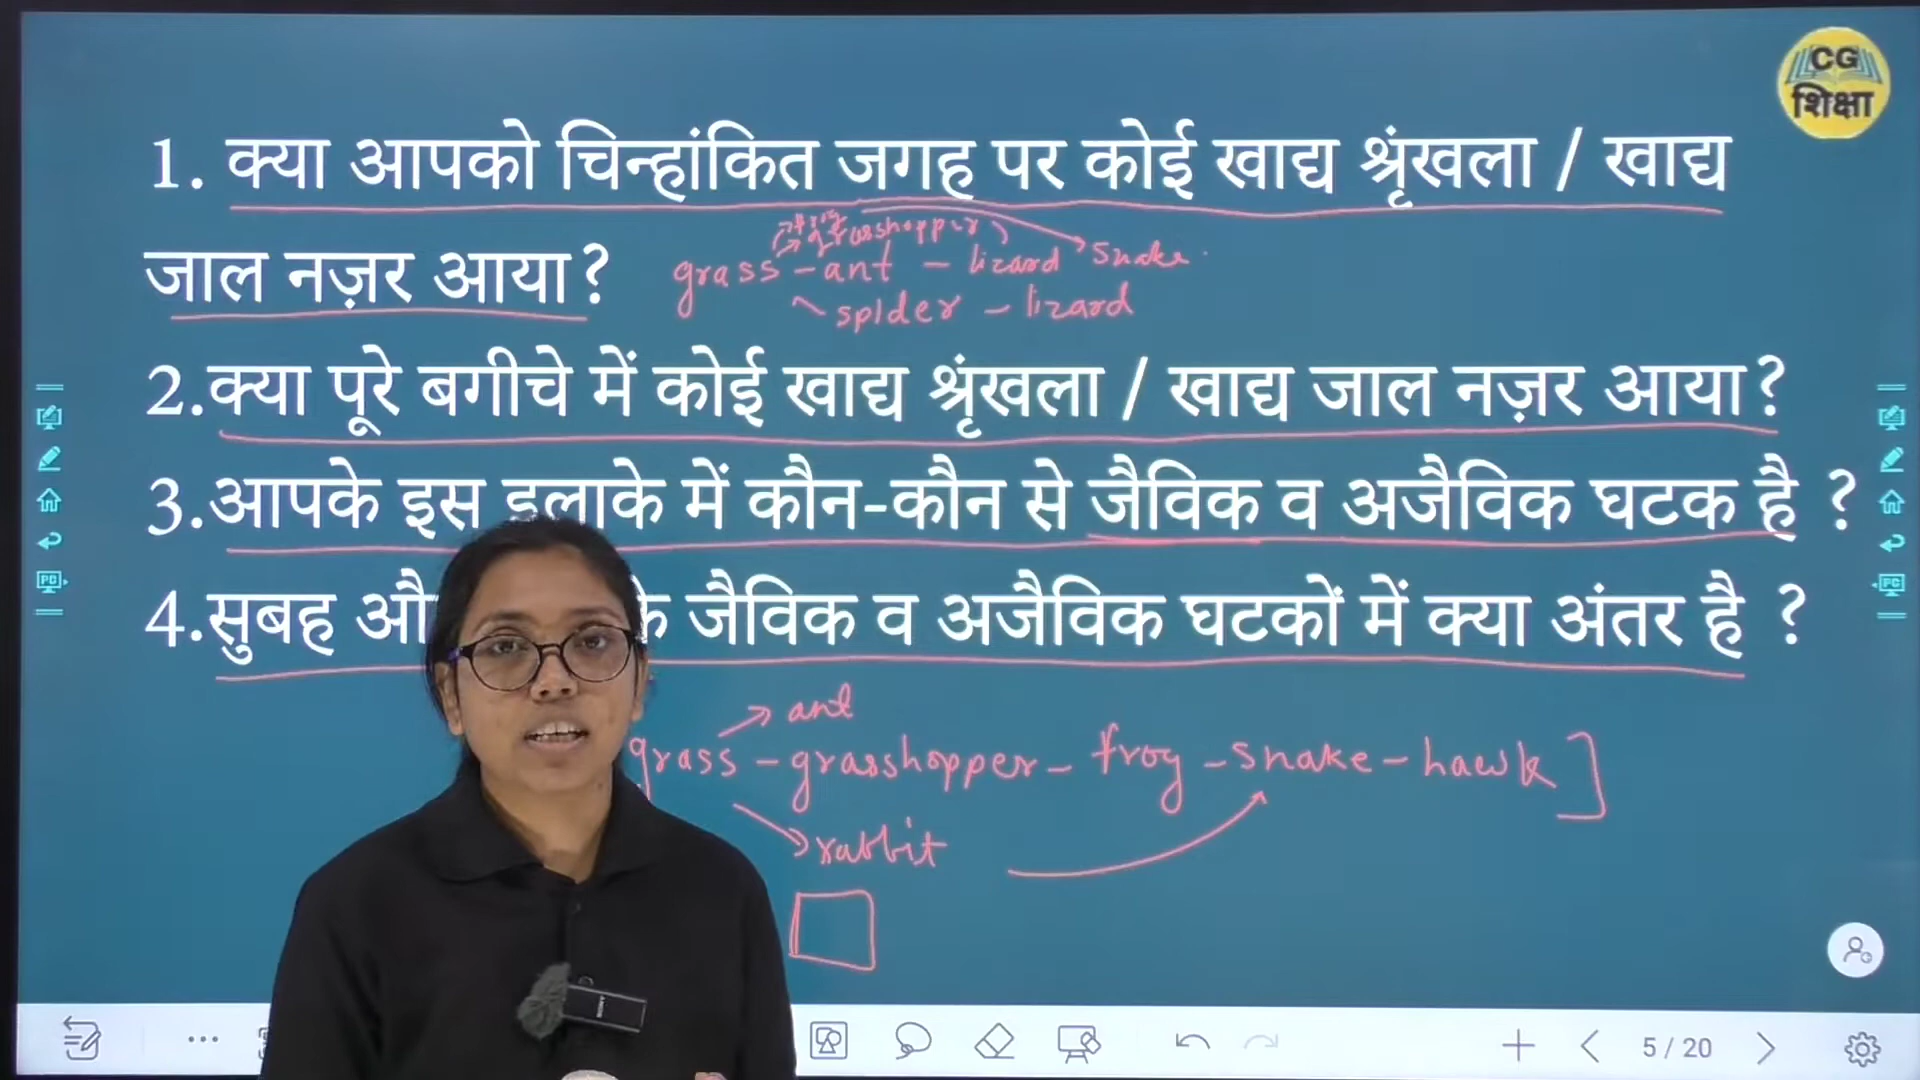 CG
शिक्षा
1. क्या आपको चिन्हांकित जगह पर कोई खाद्य श्रृंखला / खाद्य
frog
grasshopper
जाल नज़र आया?
grass - ant - lizard snake
spider - lizard
2.क्या पूरे बगीचे में कोई खाद्य श्रृंखला / खाद्य जाल नज़र आया?
3.आपके इस इलाके में कौन-कौन से जैविक व अजैविक घटक है ?
4.सुबह औ के जैविक व अजैविक घटकों में क्या अंतर है ?
ant
grass - grasshopper - frog - snake - hawk ]
rabbit
5 / 20